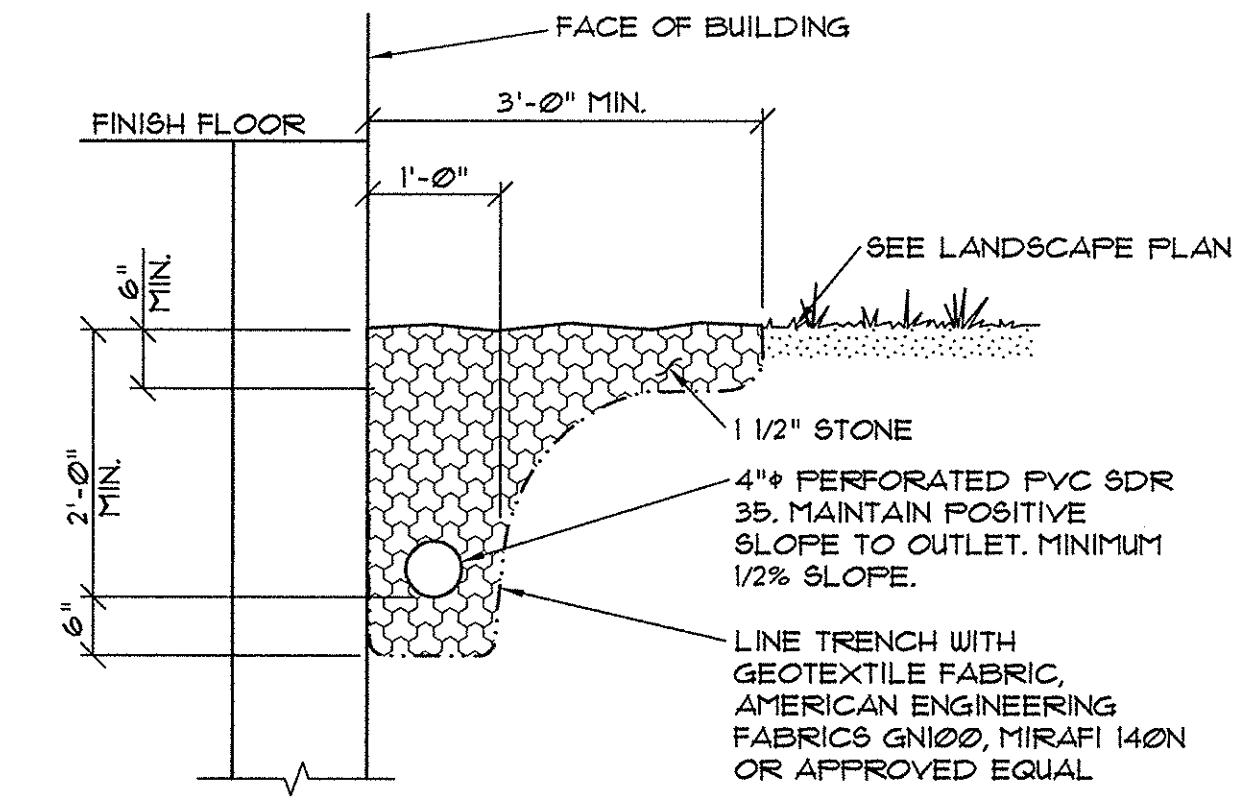 FACE OF BUILDING
3'-0" MIN.
FINISH FLOOR
1'-0"
SEE LANDSCAPE PLAN
6"
MIN.
1 1/2" STONE
2'-0"
MIN.
4"ϕ PERFORATED PVC SDR
35. MAINTAIN POSITIVE
SLOPE TO OUTLET. MINIMUM
1/2% SLOPE.
6"
LINE TRENCH WITH
GEOTEXTILE FABRIC,
AMERICAN ENGINEERING
FABRICS GN100, MIRAFI 140N
OR APPROVED EQUAL